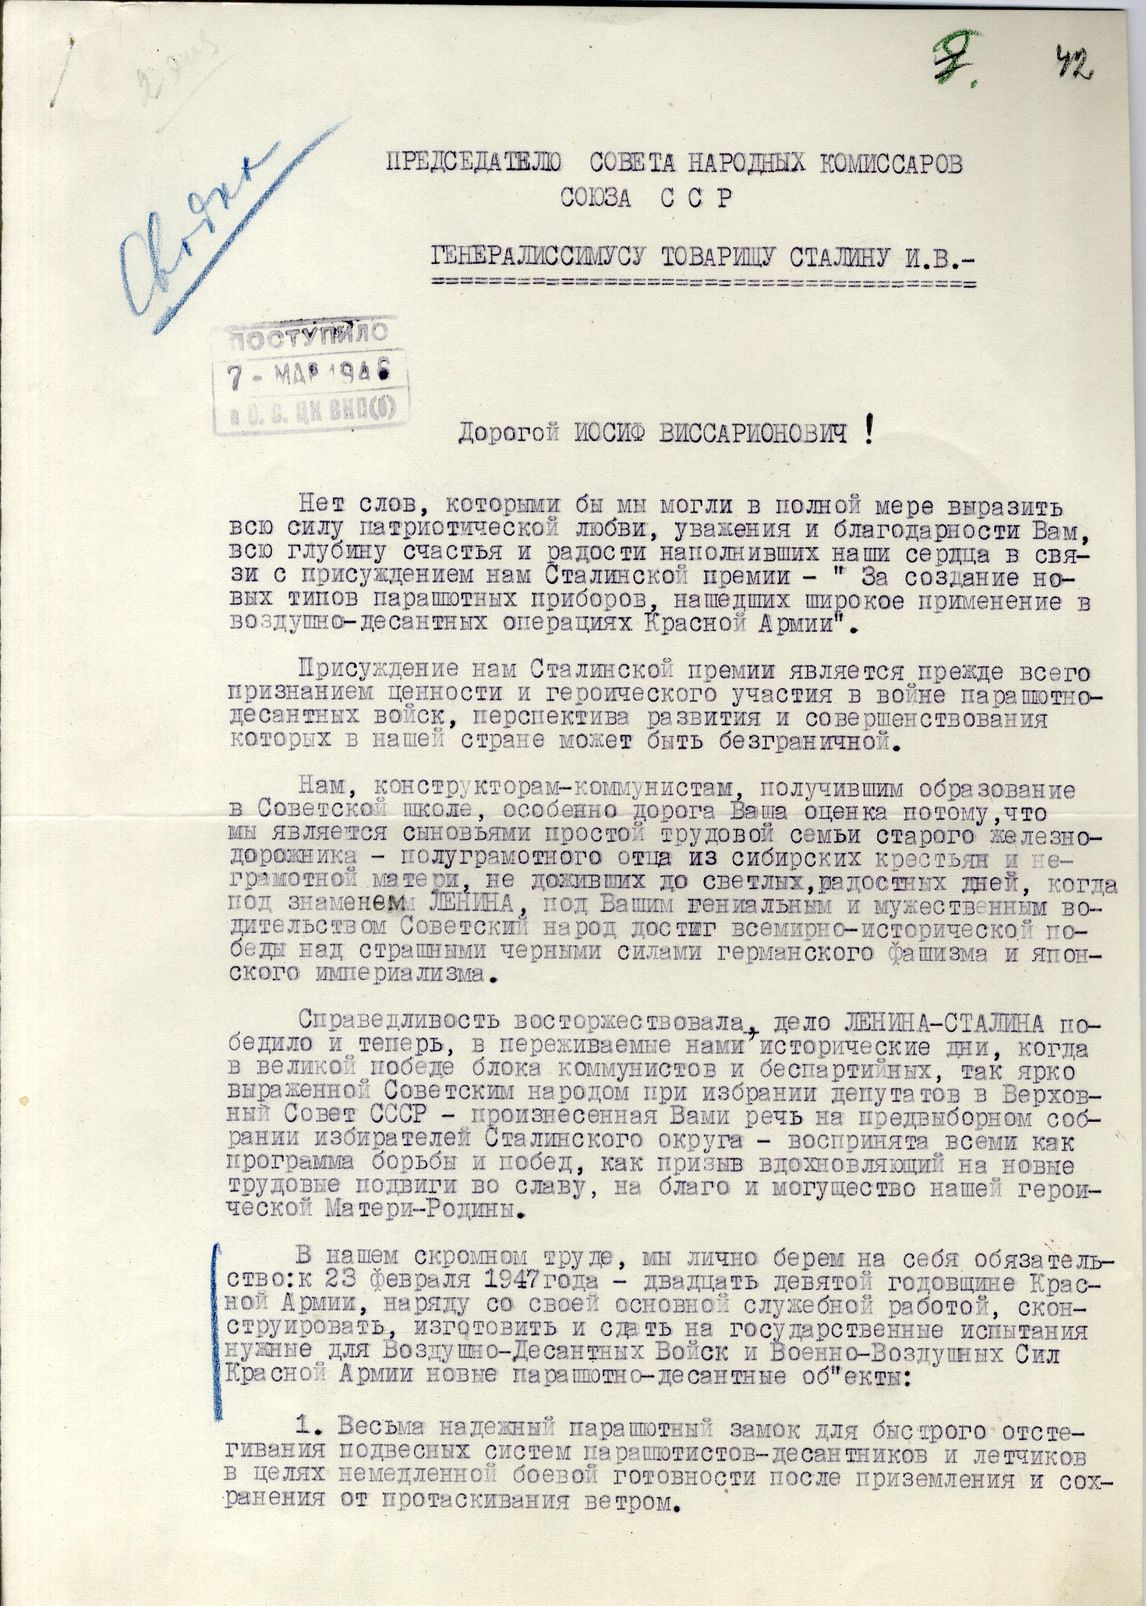 42
Сводка
ПРЕДСЕДАТЕЛЮ СОВЕТА НАРОДНЫХ КОМИССАРОВ
СОЮЗА С С Р
ГЕНЕРАЛИССИМУСУ ТОВАРИЩУ СТАЛИНУ И.В.-
ПОСТУПИЛО
7 - МАР 1946
в О. С. ЦК ВКП(б)
Дорогой ИОСИФ ВИССАРИОНОВИЧ !
Нет слов, которыми бы мы могли в полной мере выразить
всю силу патриотической любви, уважения и благодарности Вам,
всю глубину счастья и радости наполнивших наши сердца в свя-
зи с присуждением нам Сталинской премии - " За создание но-
вых типов парашютных приборов, нашедших широкое применение в
воздушно-десантных операциях Красной Армии".
Присуждение нам Сталинской премии является прежде всего
признанием ценности и героического участия в войне парашютно-
десантных войск, перспектива развития и совершенствования
которых в нашей стране может быть безграничной.
Нам, конструкторам-коммунистам, получившим образование
в Советской школе, особенно дорога Ваша оценка потому,что
мы является сыновьями простой трудовой семьи старого железно-
дорожника - полуграмотного отца из сибирских крестьян и не-
грамотной матери, не доживших до светлых,радостных дней, когда
под знаменем ЛЕНИНА, под Вашим гениальным и мужественным во-
дительством Советский народ достиг всемирно-исторической по-
беды над страшными черными силами германского фашизма и япон-
ского империализма.
Справедливость восторжествовала, дело ЛЕНИНА-СТАЛИНА по-
бедило и теперь, в переживаемые нами исторические дни, когда
в великой победе блока коммунистов и беспартийных, так ярко
выраженной Советским народом при избрании депутатов в Верхов-
ный Совет СССР - произнесенная Вами речь на предвыборном соб-
рании избирателей Сталинского округа - воспринята всеми как
программа борьбы и побед, как призыв вдохновляющий на новые
трудовые подвиги во славу, на благо и могущество нашей герои-
ческой Матери-Родины.
В нашем скромном труде, мы лично берем на себя обязатель-
ство:к 23 февраля 1947года - двадцать девятой годовщине Крас-
ной Армии, наряду со своей основной служебной работой, скон-
струировать, изготовить и сдать на государственные испытания
нужные для Воздушно-Десантных Войск и Военно-Воздушных Сил
Красной Армии новые парашютно-десантные об"екты:
1. Весьма надежный парашютный замок для быстрого отсте-
гивания подвесных систем парашютистов-десантников и летчиков
в целях немедленной боевой готовности после приземления и сох-
ранения от протаскивания ветром.